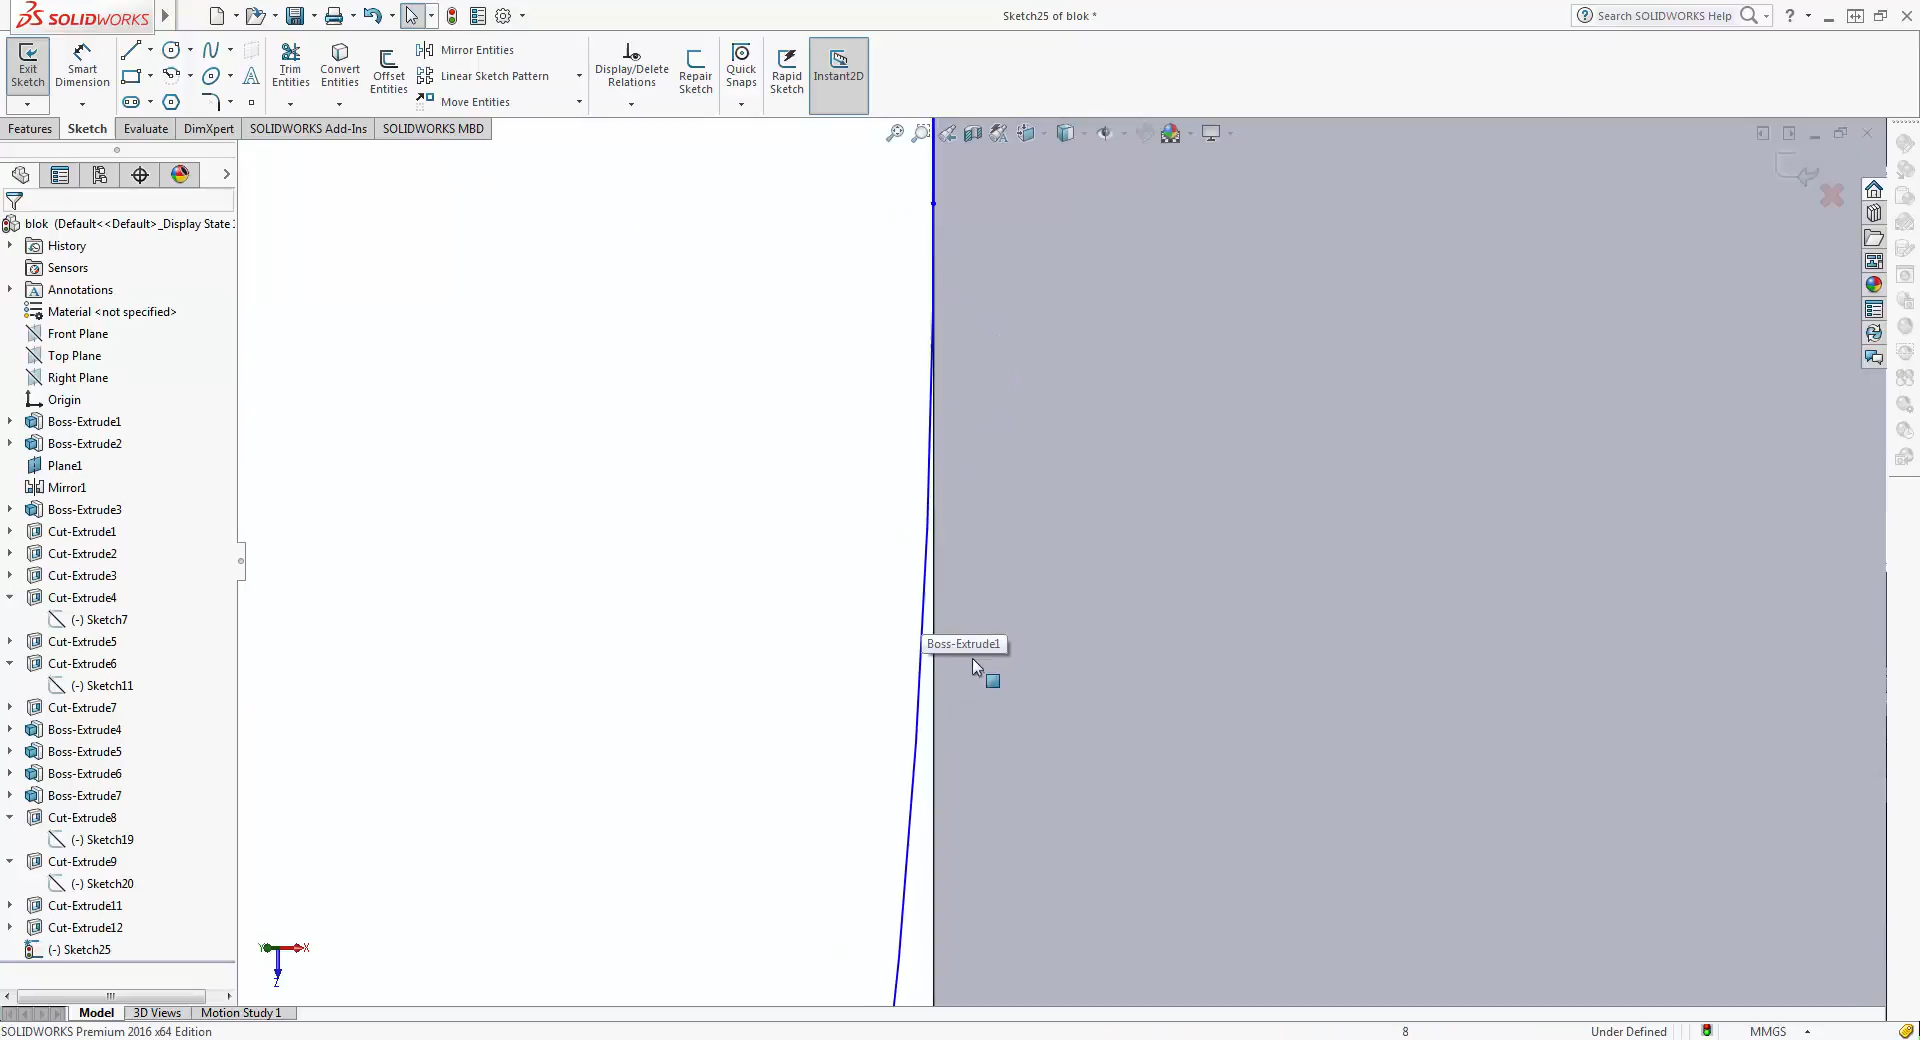 SOLIDWORKS
Sketch25 of blok *
Search SOLIDWORKS Help
Exit Sketch
Smart Dimension
Trim Entities
Convert Entities
Offset Entities
Mirror Entities
Linear Sketch Pattern
Move Entities
Display/Delete Relations
Repair Sketch
Quick Snaps
Rapid Sketch
Instant2D
Features
Sketch
Evaluate
DimXpert
SOLIDWORKS Add-Ins
SOLIDWORKS MBD
blok (Default<<Default>_Display State
History
Sensors
Annotations
Material <not specified>
Front Plane
Top Plane
Right Plane
Origin
Boss-Extrude1
Boss-Extrude2
Plane1
Mirror1
Boss-Extrude3
Cut-Extrude1
Cut-Extrude2
Cut-Extrude3
Cut-Extrude4
(-) Sketch7
Cut-Extrude5
Cut-Extrude6
(-) Sketch11
Cut-Extrude7
Boss-Extrude4
Boss-Extrude5
Boss-Extrude6
Boss-Extrude7
Cut-Extrude8
(-) Sketch19
Cut-Extrude9
(-) Sketch20
Cut-Extrude11
Cut-Extrude12
(-) Sketch25
Boss-Extrude1
Y X
Z
Model
3D Views
Motion Study 1
SOLIDWORKS Premium 2016 x64 Edition
8
Under Defined
MMGS